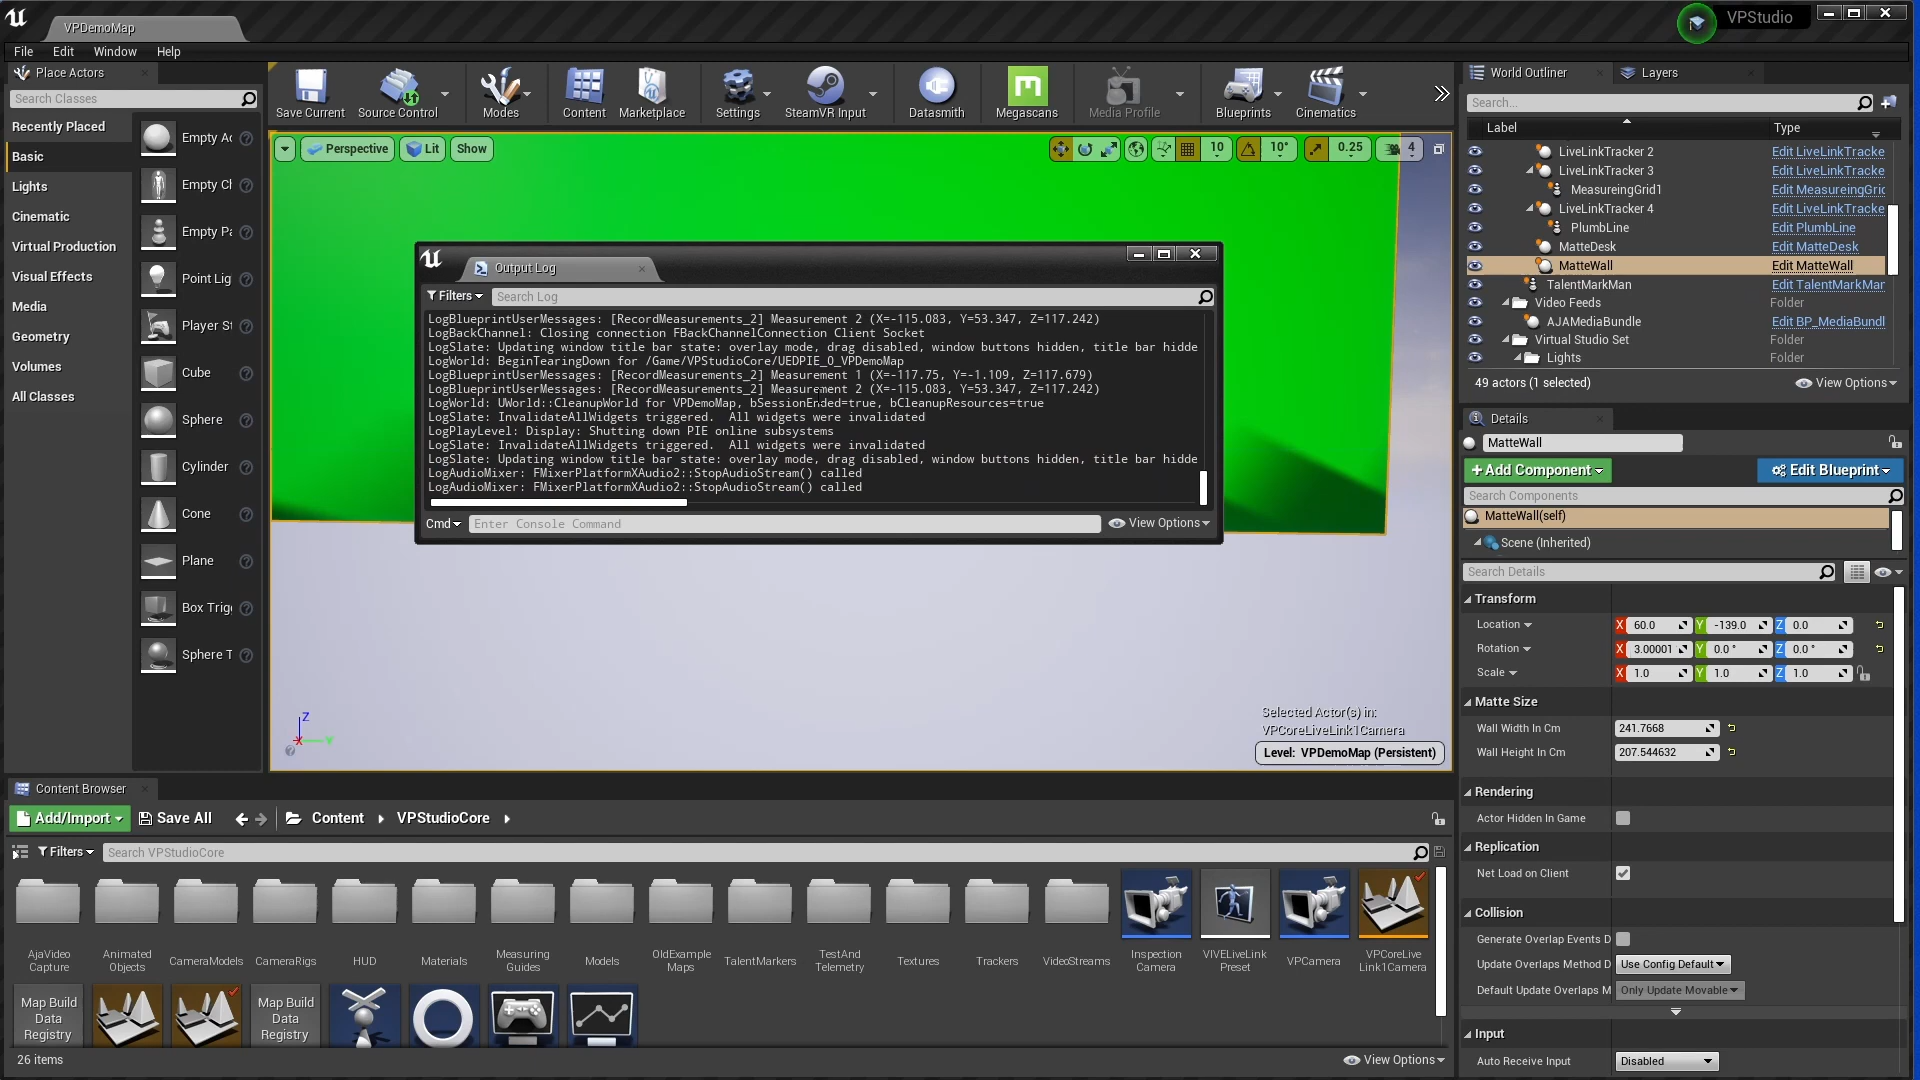 VPDemoMap
VPStudio
File Edit Window Help
Place Actors
Search Classes
Recently Placed
Basic
Lights
Cinematic
Virtual Production
Visual Effects
Media
Geometry
Volumes
All Classes
Empty Ac
Empty Ch
Empty Pa
Point Lig
Player St
Cube
Sphere
Cylinder
Cone
Plane
Box Trigg
Sphere T
Save Current
Source Control
Modes
Content
Marketplace
Settings
SteamVR Input
Datasmith
Megascans
Media Profile
Blueprints
Cinematics
Perspective
Lit
Show
10
10°
0.25
4
Output Log
Filters
Search Log
LogBlueprintUserMessages: [RecordMeasurements_2] Measurement 2 (X=-115.083, Y=53.347, Z=117.242)
LogBackChannel: Closing connection FBackChannelConnection Client Socket
LogSlate: Updating window title bar state: overlay mode, drag disabled, window buttons hidden, title bar hidde
LogWorld: BeginTearingDown for /Game/VPStudioCore/UEDPIE_0_VPDemoMap
LogBlueprintUserMessages: [RecordMeasurements_2] Measurement 1 (X=-117.75, Y=-1.109, Z=117.679)
LogBlueprintUserMessages: [RecordMeasurements_2] Measurement 2 (X=-115.083, Y=53.347, Z=117.242)
LogWorld: UWorld::CleanupWorld for VPDemoMap, bSessionEnded=true, bCleanupResources=true
LogSlate: InvalidateAllWidgets triggered.  All widgets were invalidated
LogPlayLevel: Display: Shutting down PIE online subsystems
LogSlate: InvalidateAllWidgets triggered.  All widgets were invalidated
LogSlate: Updating window title bar state: overlay mode, drag disabled, window buttons hidden, title bar hidde
LogAudioMixer: FMixerPlatformXAudio2::StopAudioStream() called
LogAudioMixer: FMixerPlatformXAudio2::StopAudioStream() called
Cmd
Enter Console Command
View Options
Z
X
Y
Selected Actor(s) in:
VPCoreLiveLink1Camera
Level: VPDemoMap (Persistent)
World Outliner
Layers
Search...
Label Type
LiveLinkTracker 2 Edit LiveLinkTracke
LiveLinkTracker 3 Edit LiveLinkTracke
MeasureingGrid1 Edit MeasureingGric
LiveLinkTracker 4 Edit LiveLinkTracke
PlumbLine Edit PlumbLine
MatteDesk Edit MatteDesk
MatteWall Edit MatteWall
TalentMarkMan Edit TalentMarkMar
Video Feeds Folder
AJAMediaBundle Edit BP_MediaBundl
Virtual Studio Set Folder
Lights Folder
49 actors (1 selected)
View Options
Details
MatteWall
+Add Component
Edit Blueprint
Search Components
MatteWall(self)
Scene (Inherited)
Search Details
Transform
Location X 60.0 Y -139.0 Z 0.0
Rotation X 3.00001 Y 0.0 ° Z 0.0 °
Scale X 1.0 Y 1.0 Z 1.0
Matte Size
Wall Width In Cm 241.7668
Wall Height In Cm 207.544632
Rendering
Actor Hidden In Game
Replication
Net Load on Client
Collision
Generate Overlap Events D
Update Overlaps Method D Use Config Default
Default Update Overlaps M Only Update Movable
Input
Auto Receive Input Disabled
Content Browser
Add/Import
Save All
Content
VPStudioCore
Filters
Search VPStudioCore
AjaVideo Capture
Animated Objects
CameraModels
CameraRigs
HUD
Materials
Measuring Guides
Models
OldExample Maps
TalentMarkers
TestAnd Telemetry
Textures
Trackers
VideoStreams
Inspection Camera
VIVELiveLink Preset
VPCamera
VPCoreLive Link1Camera
Map Build Data Registry
Map Build Data Registry
26 items
View Options